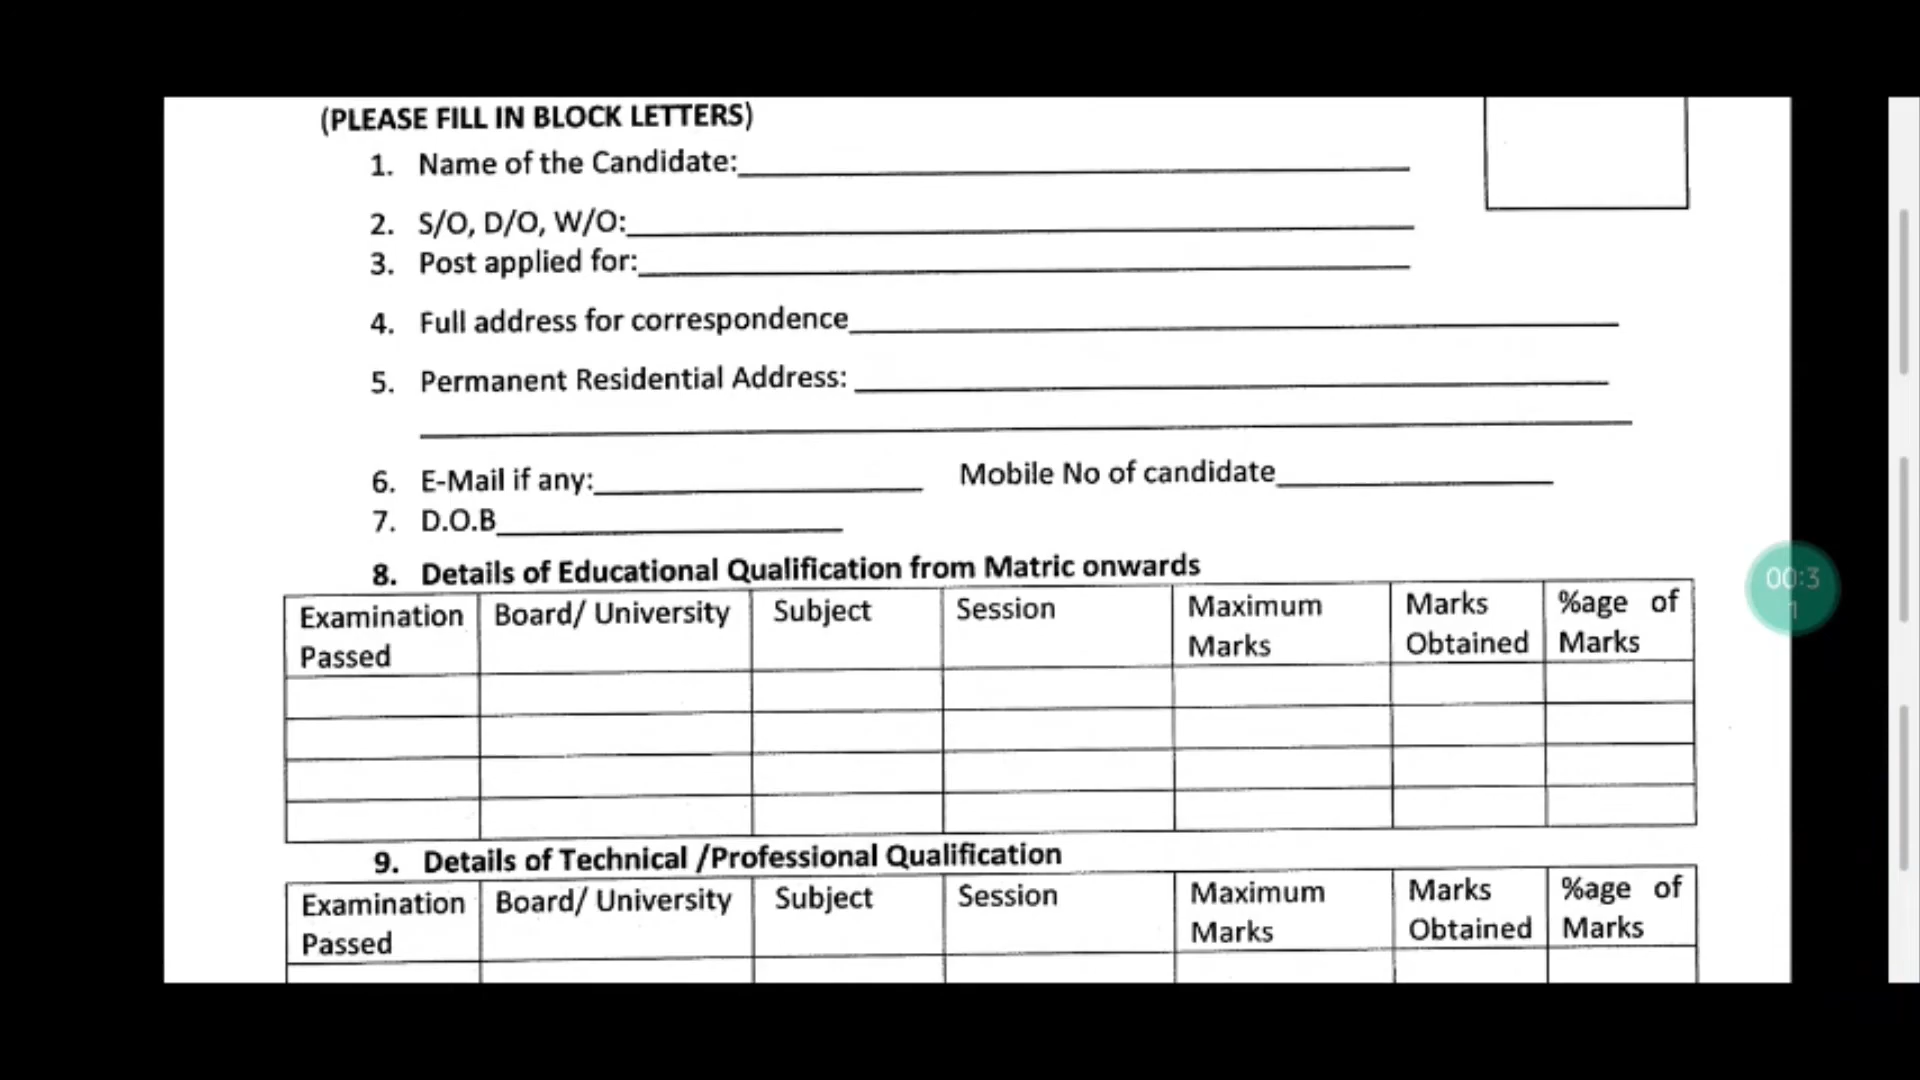 (PLEASE FILL IN BLOCK LETTERS)
1. Name of the Candidate:
2. S/O, D/O, W/O:
3. Post applied for:
4. Full address for correspondence
5. Permanent Residential Address:
6. E-Mail if any: Mobile No of candidate
7. D.O.B
8. Details of Educational Qualification from Matric onwards
Examination Passed Board/ University Subject Session Maximum Marks Marks Obtained %age of Marks
9. Details of Technical /Professional Qualification
Examination Passed Board/ University Subject Session Maximum Marks Marks Obtained %age of Marks
00:3
1